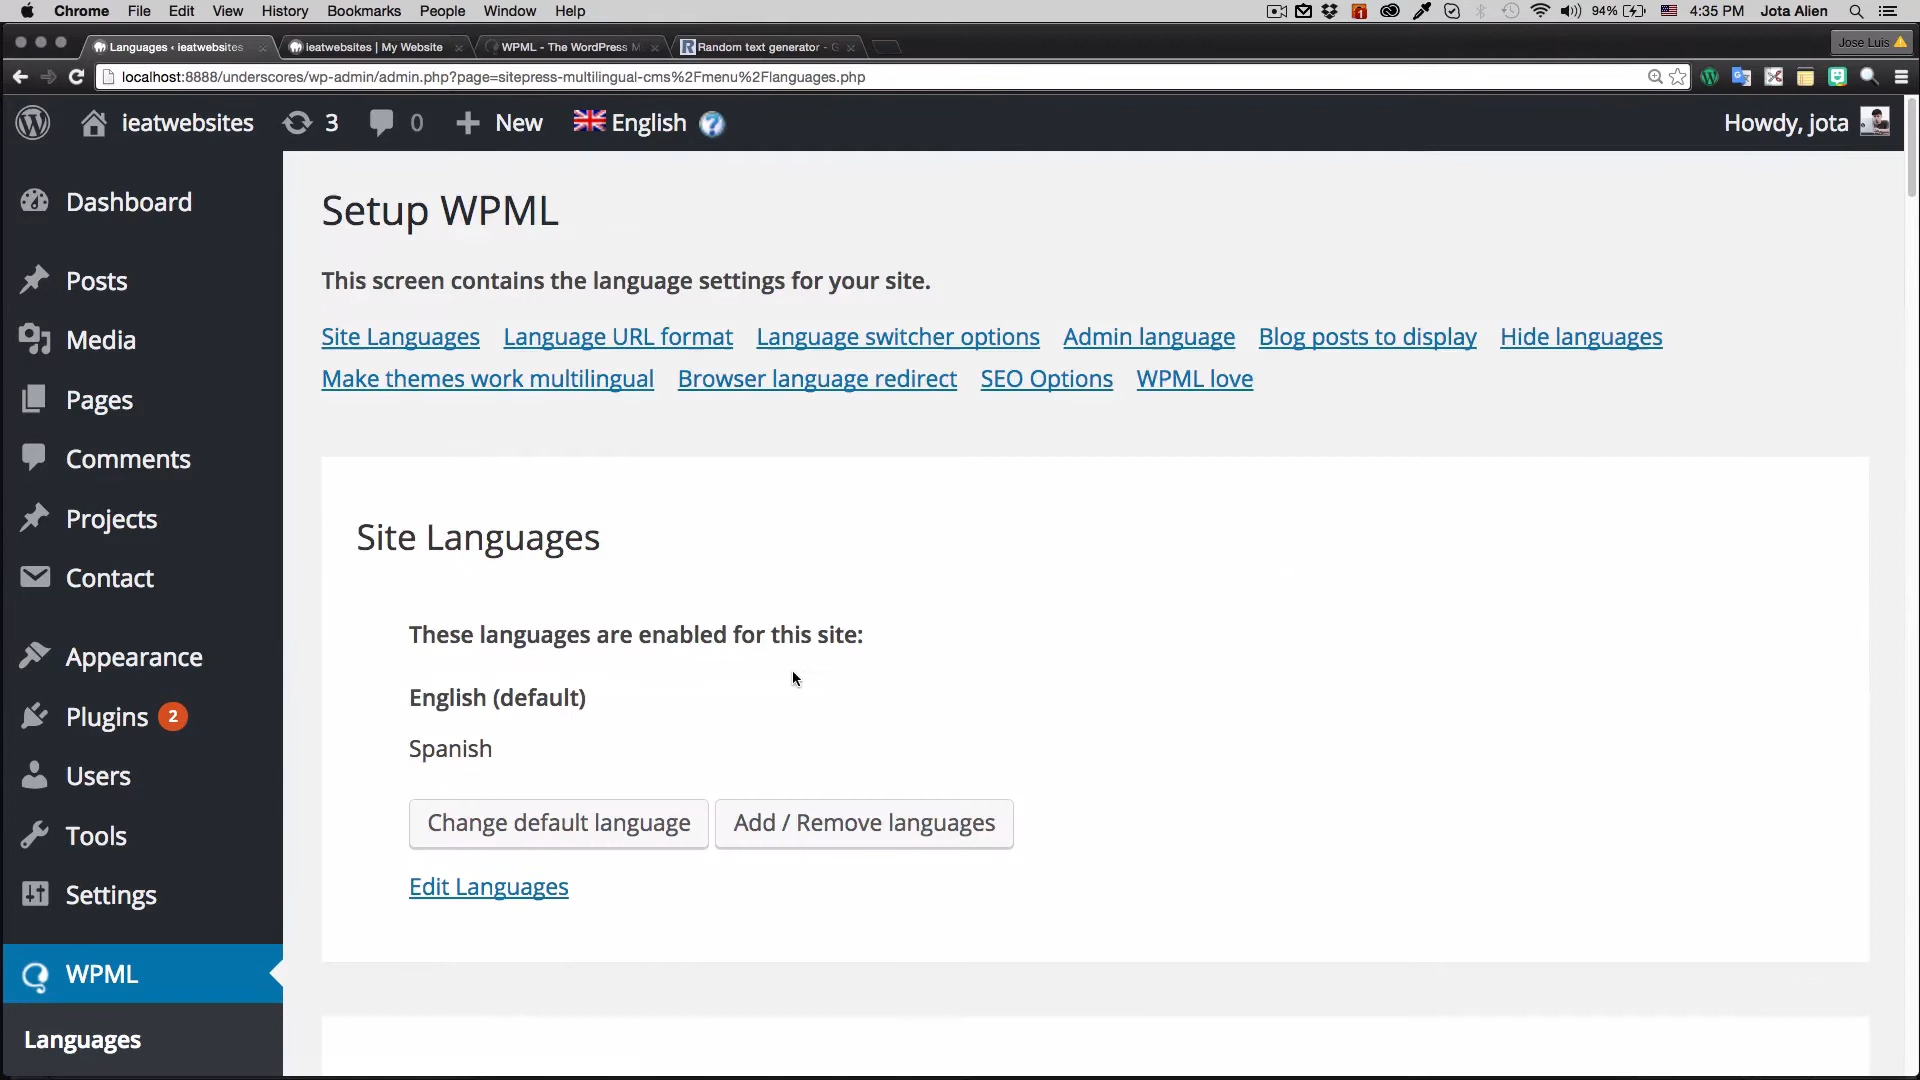 Chrome File Edit View History Bookmarks People Window Help
1 94% 4:35 PM Jota Alien
Languages ‹ ieatwebsites
ieatwebsites | My Website
WPML - The WordPress M
Random text generator - G
Jose Luis
localhost:8888/underscores/wp-admin/admin.php?page=sitepress-multilingual-cms%2Fmenu%2Flanguages.php
ieatwebsites 3 0 New English ? Howdy, jota
Dashboard
Posts
Media
Pages
Comments
Projects
Contact
Appearance
Plugins 2
Users
Tools
Settings
WPML
Languages
Setup WPML
This screen contains the language settings for your site.
Site Languages Language URL format Language switcher options Admin language Blog posts to display Hide languages
Make themes work multilingual Browser language redirect SEO Options WPML love
Site Languages
These languages are enabled for this site:
English (default)
Spanish
Change default language Add / Remove languages
Edit Languages